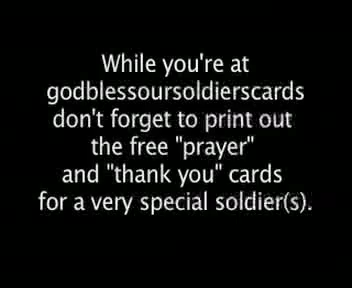 While you're at
godblessoursoldierscards
don't forget to print out
the free "prayer"
and "thank you" cards
for a very special soldier(s).